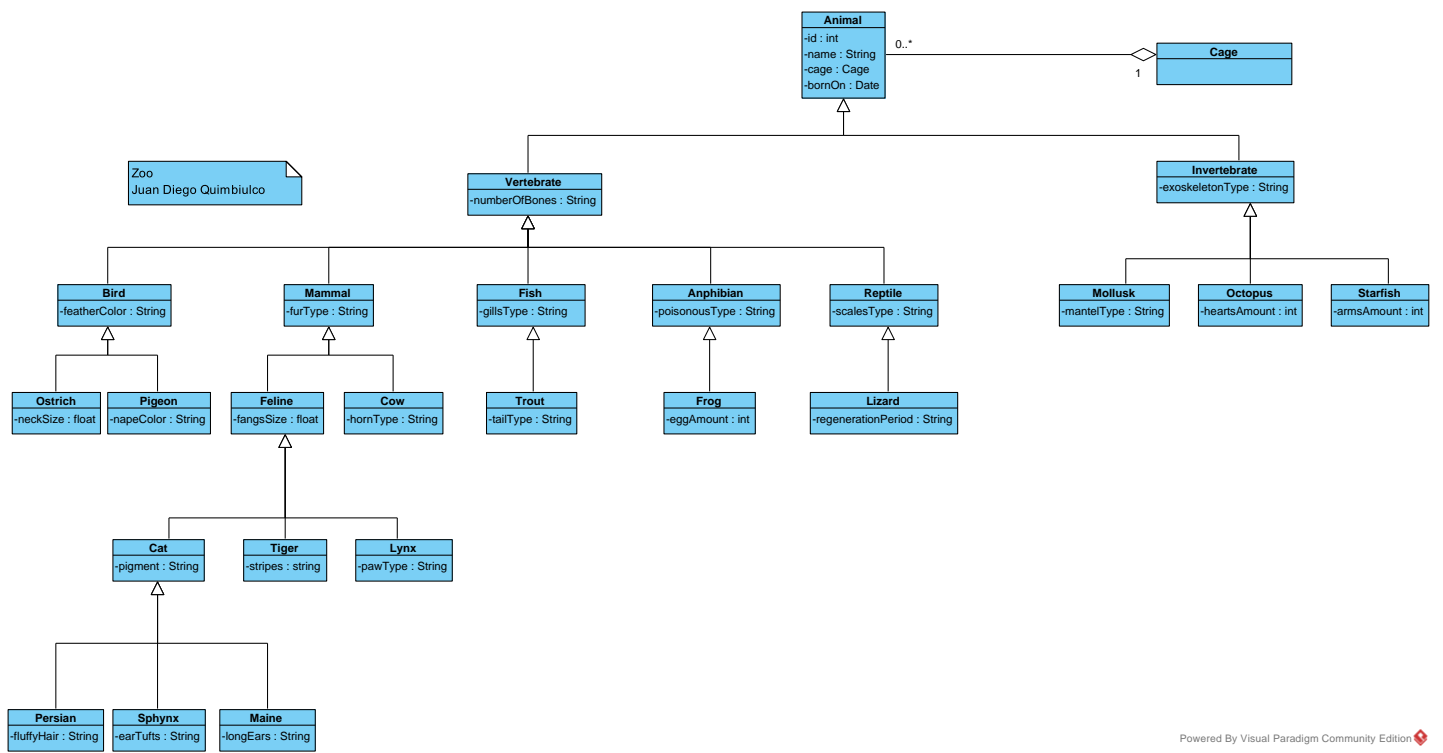 Animal
-id : int
-name : String
-cage : Cage
-bornOn : Date
0..*
1
Cage
Zoo
Juan Diego Quimbiulco
Vertebrate
-numberOfBones : String
Invertebrate
-exoskeletonType : String
Bird
-featherColor : String
Mammal
-furType : String
Fish
-gillsType : String
Anphibian
-poisonousType : String
Reptile
-scalesType : String
Mollusk
-mantelType : String
Octopus
-heartsAmount : int
Starfish
-armsAmount : int
Ostrich
-neckSize : float
Pigeon
-napeColor : String
Feline
-fangsSize : float
Cow
-hornType : String
Trout
-tailType : String
Frog
-eggAmount : int
Lizard
-regenerationPeriod : String
Cat
-pigment : String
Tiger
-stripes : string
Lynx
-pawType : String
Persian
-fluffyHair : String
Sphynx
-earTufts : String
Maine
-longEars : String
Powered By Visual Paradigm Community Edition